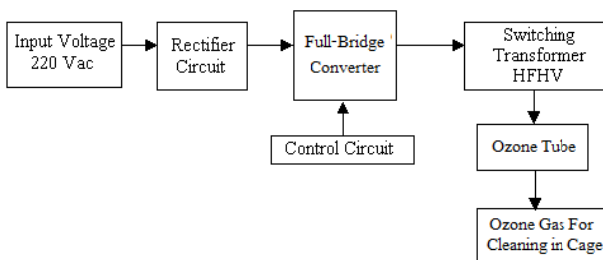 Input Voltage
220 Vac
Rectifier
Circuit
Full-Bridge
Converter
Switching
Transformer
HFHV
Control Circuit
Ozone Tube
Ozone Gas For
Cleaning in Cage